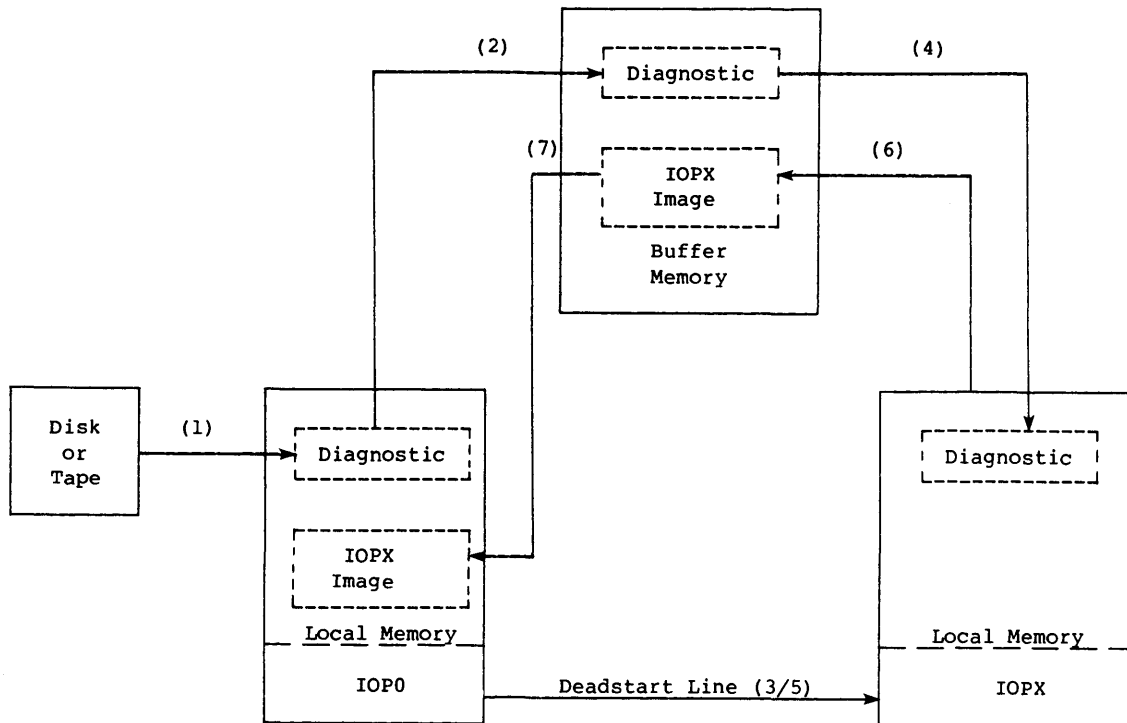 (2)
Diagnostic
(4)
(7)
IOPX
Image
(6)
Buffer
Memory
Disk
or
Tape
(1)
Diagnostic
Diagnostic
IOPX
Image
Local Memory
Local Memory
IOP0
Deadstart Line (3/5)
IOPX